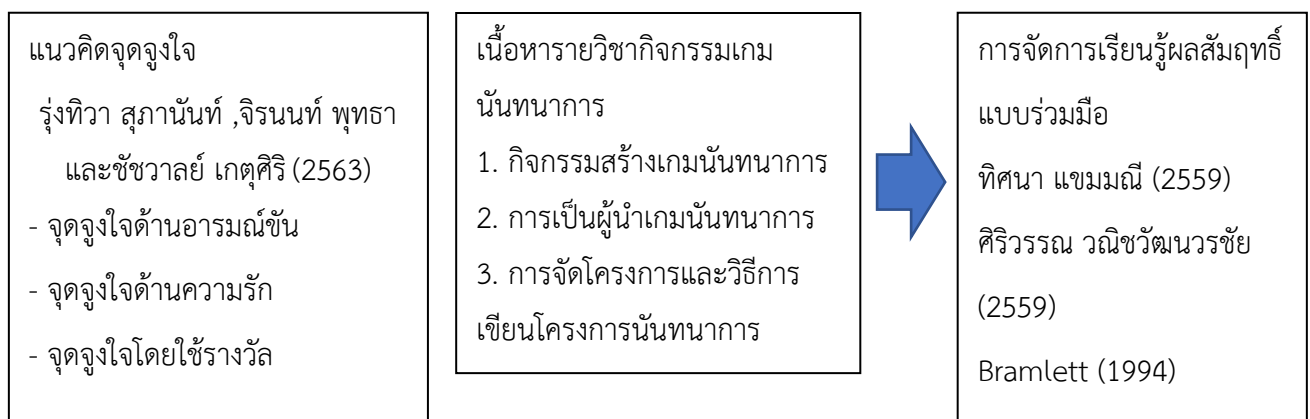 แนวคิดจุดจูงใจ
รุ่งทิวา สุภานันท์ ,จิรนนท์ พุทธา
และชัชวาลย์ เกตุศิริ (2563)
- จุดจูงใจด้านอารมณ์ขัน
- จุดจูงใจด้านความรัก
- จุดจูงใจโดยใช้รางวัล
เนื้อหารายวิชากิจกรรมเกม
นันทนาการ
1. กิจกรรมสร้างเกมนันทนาการ
2. การเป็นผู้นำเกมนันทนาการ
3. การจัดโครงการและวิธีการ
เขียนโครงการนันทนาการ
การจัดการเรียนรู้ผลสัมฤทธิ์
แบบร่วมมือ
ทิศนา แขมมณี (2559)
ศิริวรรณ วณิชวัฒนวรชัย
(2559)
Bramlett (1994)